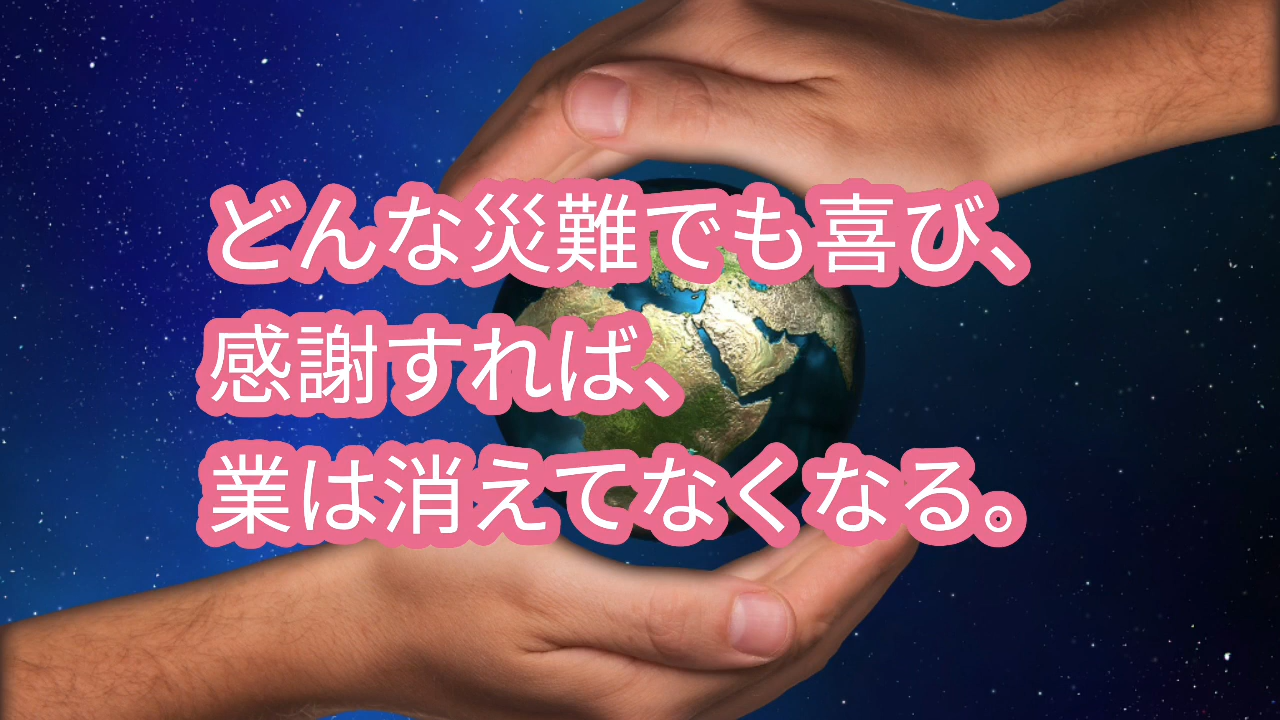 どんな災難でも喜び、
感謝すれば、
業は消えてなくなる。